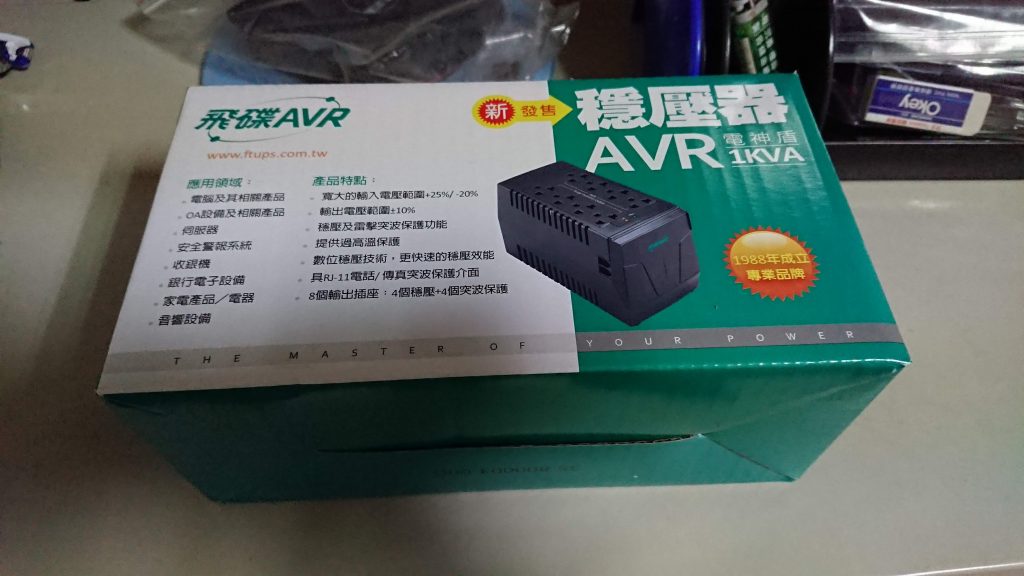 飛碟AVR
www.ftups.com.tw
新 發售
穩壓器
AVR 電神盾 1KVA
應用領域：
電腦及其相關產品
OA設備及相關產品
伺服器
安全警報系統
收銀機
銀行電子設備
家電產品／電器
音響設備
產品特點：
寬大的輸入電壓範圍+25%/ -20%
輸出電壓範圍±10%
穩壓及雷擊突波保護功能
提供過高溫保護
數位穩壓技術，更快速的穩壓效能
具RJ-11電話/ 傳真突波保護介面
8個輸出插座：4個穩壓+4個突波保護
1988年成立
專業品牌
THE MASTER OF YOUR POWER
Okey